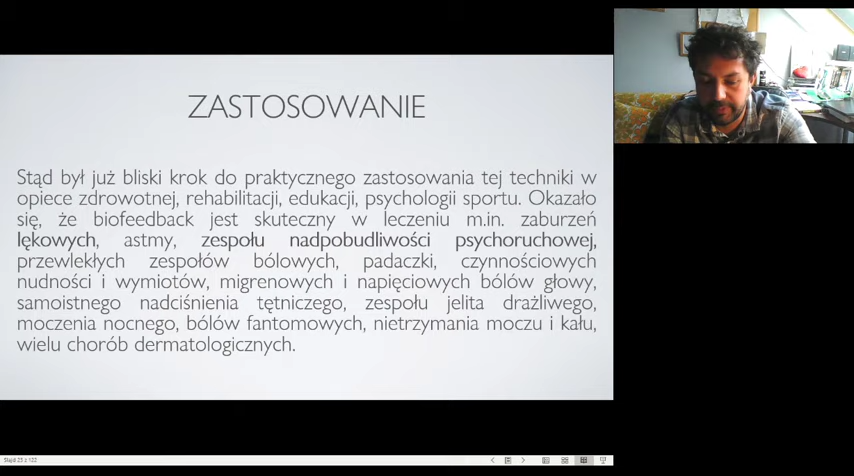 ZASTOSOWANIE
Stąd był już bliski krok do praktycznego zastosowania tej techniki w
opiece zdrowotnej, rehabilitacji, edukacji, psychologii sportu. Okazało
się, że biofeedback jest skuteczny w leczeniu m.in. zaburzeń
lękowych, astmy, zespołu nadpobudliwości psychoruchowej,
przewlekłych zespołów bólowych, padaczki, czynnościowych
nudności i wymiotów, migrenowych i napięciowych bólów głowy,
samoistnego nadciśnienia tętniczego, zespołu jelita drażliwego,
moczenia nocnego, bólów fantomowych, nietrzymania moczu i kału,
wielu chorób dermatologicznych.